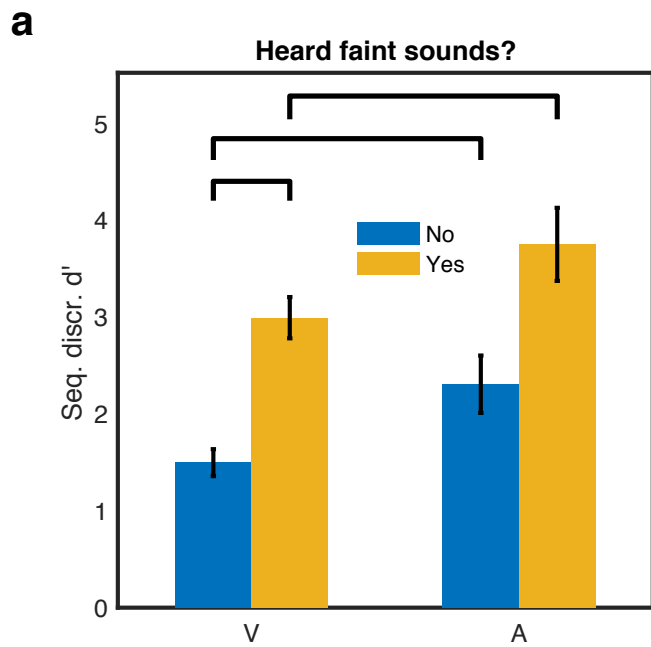 a
Heard faint sounds?
5
4
3
2
1
0
Seq. discr. d'
No
Yes
V
A